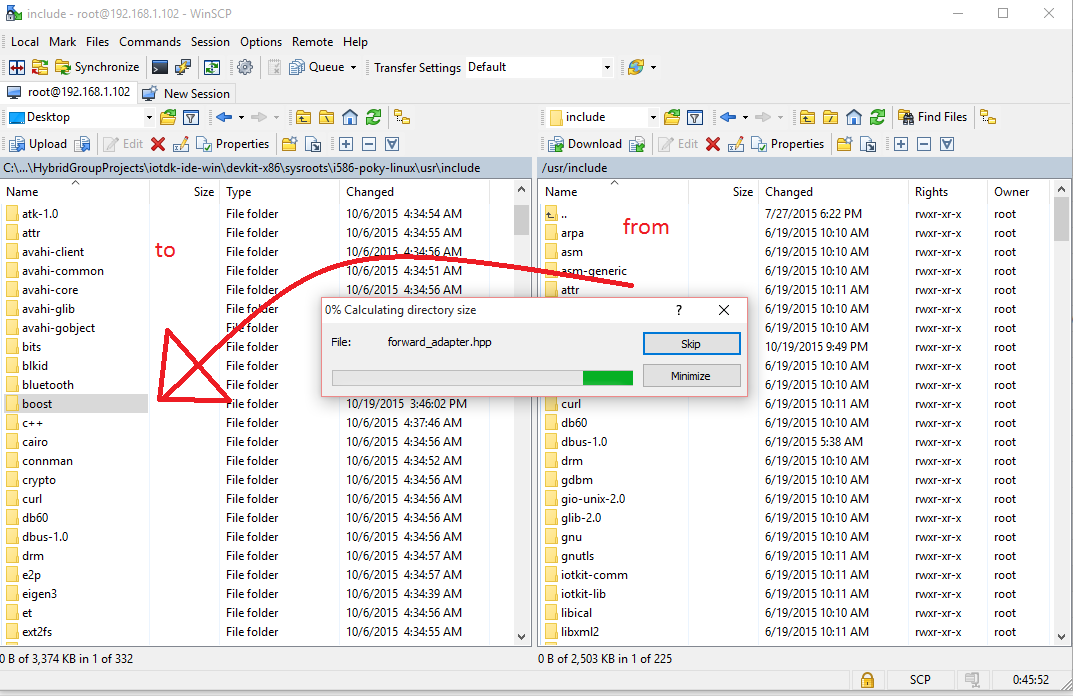 include - root@192.168.1.102 - WinSCP
Local Mark Files Commands Session Options Remote Help
Synchronize Queue Transfer Settings Default
root@192.168.1.102 New Session
Desktop include Find Files
Upload Edit Properties Download Edit Properties
C:\...\HybridGroupProjects\iotdk-ide-win\devkit-x86\sysroots\i586-poky-linux\usr\include /usr/include
Name Size Type Changed Name Size Changed Rights Owner
atk-1.0 File folder 10/6/2015 4:34:54 AM .. 7/27/2015 6:22 PM rwxr-xr-x root
attr File folder 10/6/2015 4:34:55 AM arpa 6/19/2015 10:10 AM rwxr-xr-x root
from
avahi-client File folder 10/6/2015 4:34:56 AM asm 6/19/2015 10:10 AM rwxr-xr-x root
to
avahi-common File folder 10/6/2015 4:34:51 AM asm-generic 6/19/2015 10:10 AM rwxr-xr-x root
avahi-core File folder 10/6/2015 4:34:56 AM attr 6/19/2015 10:11 AM rwxr-xr-x root
avahi-glib File folder 6/19/2015 10:10 AM rwxr-xr-x root
avahi-gobject File folder 6/19/2015 10:10 AM rwxr-xr-x root
bits File folder 10/19/2015 9:49 PM rwxr-xr-x root
blkid File folder 6/19/2015 10:10 AM rwxr-xr-x root
bluetooth File folder 6/19/2015 10:10 AM rwxr-xr-x root
0% Calculating directory size ?
File: forward_adapter.hpp Skip
Minimize
boost File folder 10/19/2015 3:46:02 PM curl 6/19/2015 10:11 AM rwxr-xr-x root
c++ File folder 10/6/2015 4:37:46 AM db60 6/19/2015 10:10 AM rwxr-xr-x root
cairo File folder 10/6/2015 4:34:56 AM dbus-1.0 6/19/2015 5:38 AM rwxr-xr-x root
connman File folder 10/6/2015 4:34:52 AM drm 6/19/2015 10:10 AM rwxr-xr-x root
crypto File folder 10/6/2015 4:34:56 AM gdbm 6/19/2015 10:10 AM rwxr-xr-x root
curl File folder 10/6/2015 4:34:56 AM gio-unix-2.0 6/19/2015 10:10 AM rwxr-xr-x root
db60 File folder 10/6/2015 4:34:56 AM glib-2.0 6/19/2015 10:10 AM rwxr-xr-x root
dbus-1.0 File folder 10/6/2015 4:34:56 AM gnu 6/19/2015 10:10 AM rwxr-xr-x root
drm File folder 10/6/2015 4:34:57 AM gnutls 6/19/2015 10:11 AM rwxr-xr-x root
e2p File folder 10/6/2015 4:34:57 AM iotkit-comm 6/19/2015 10:11 AM rwxr-xr-x root
eigen3 File folder 10/6/2015 4:34:39 AM iotkit-lib 6/19/2015 10:11 AM rwxr-xr-x root
et File folder 10/6/2015 4:34:56 AM libical 6/19/2015 10:10 AM rwxr-xr-x root
ext2fs File folder 10/6/2015 4:34:55 AM libxml2 6/19/2015 10:11 AM rwxr-xr-x root
0 B of 3,374 KB in 1 of 332 0 B of 2,503 KB in 1 of 225
SCP 0:45:52